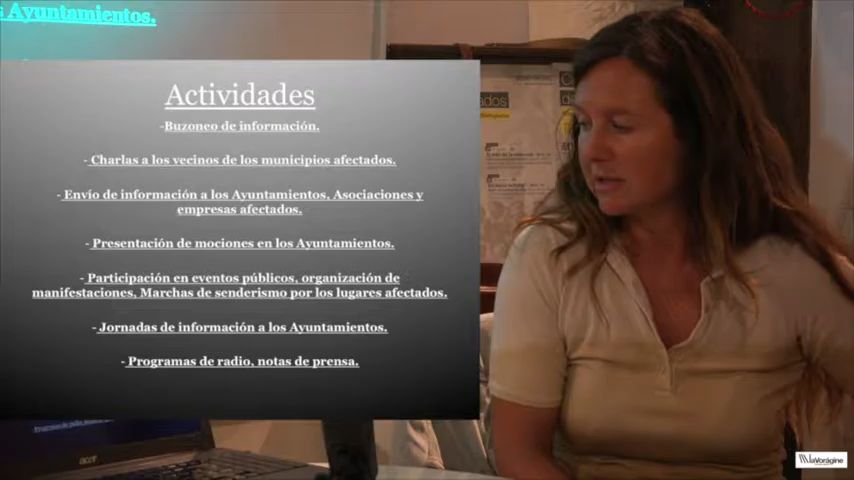 s Ayuntamientos.
Actividades
-Buzoneo de información.
- Charlas a los vecinos de los municipios afectados.
- Envío de información a los Ayuntamientos, Asociaciones y
empresas afectados.
- Presentación de mociones en los Ayuntamientos.
- Participación en eventos públicos, organización de
manifestaciones, Marchas de senderismo por los lugares afectados.
- Jornadas de información a los Ayuntamientos.
- Programas de radio, notas de prensa.
ados
acer
laVorágine